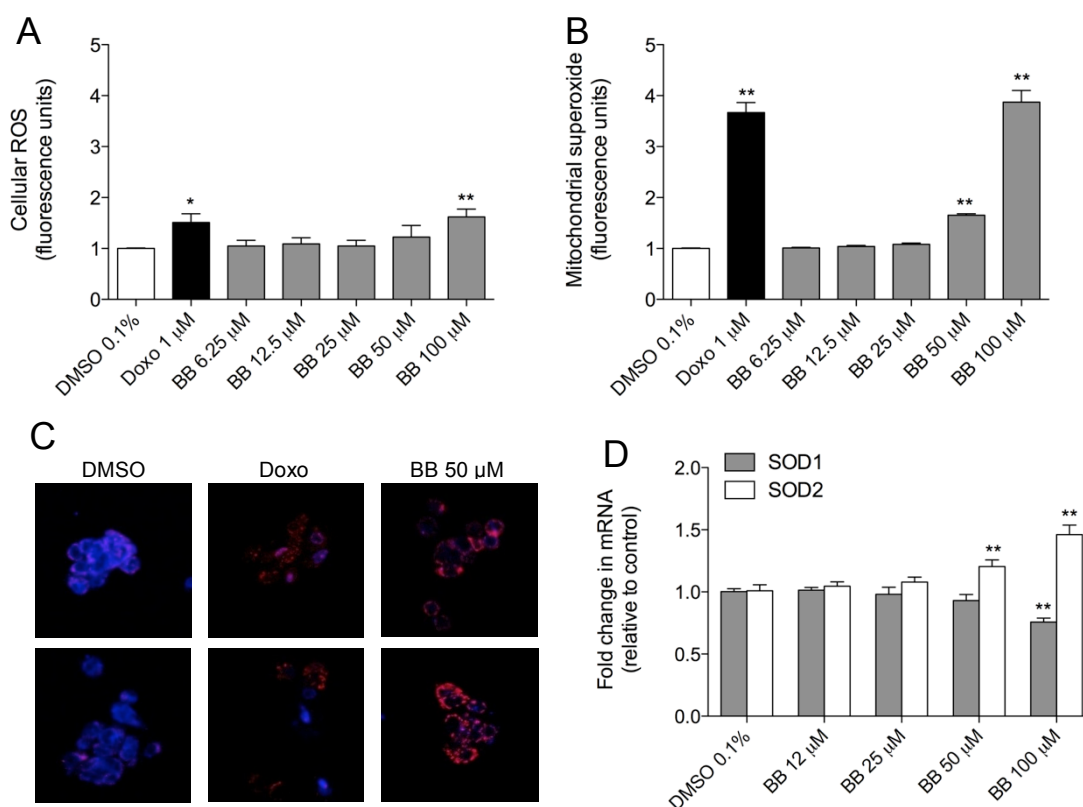 A
Cellular ROS
(fluorescence units)
5
4
3
2
1
0
*
**
DMSO 0.1%
Doxo 1 µM
BB 6.25 µM
BB 12.5 µM
BB 25 µM
BB 50 µM
BB 100 µM
B
Mitochondrial superoxide
(fluorescence units)
5
4
3
2
1
0
**
**
**
DMSO 0.1%
Doxo 1 µM
BB 6.25 µM
BB 12.5 µM
BB 25 µM
BB 50 µM
BB 100 µM
C
DMSO
Doxo
BB 50 µM
D
SOD1
SOD2
Fold change in mRNA
(relative to control)
2.0
1.5
1.0
0.5
0.0
**
**
**
DMSO 0.1%
BB 12 µM
BB 25 µM
BB 50 µM
BB 100 µM